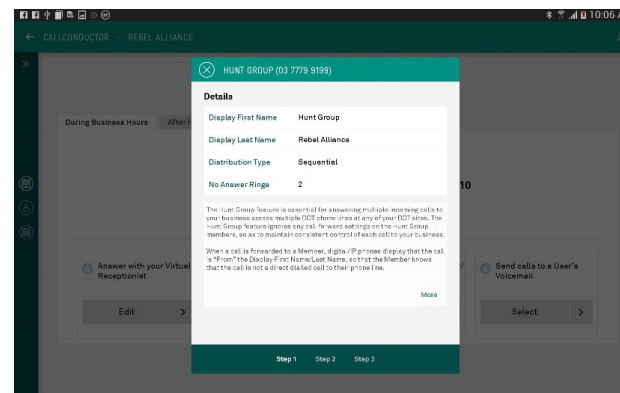 10:06
CALLCONDUCTOR - REBEL ALLIANCE
HUNT GROUP (03 7779 9199)
Details
Display First Name Hunt Group
Display Last Name Rebel Alliance
Distribution Type Sequential
No Answer Rings 2
The Hunt Group feature is essential for answering multiple incoming calls to
your business across multiple DOT phone lines at any of your DOT sites. The
Hunt Group feature ignores any call forward settings on the Hunt Group
members, so as to maintain consistent control of each call to your business.
When a call is forwarded to a Member, digital/IP phones display that the call
is "From" the Display First Name/Last Name, so that the Member knows
that the call is not a direct dialled call to their phone line.
More
Step 1 Step 2 Step 3
During Business Hours After
10
Answer with your Virtual
Receptionist
Edit
Send calls to a User's
Voicemail
Select